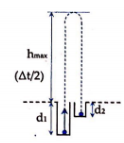 hmax
(Δt/2)
d1
d2